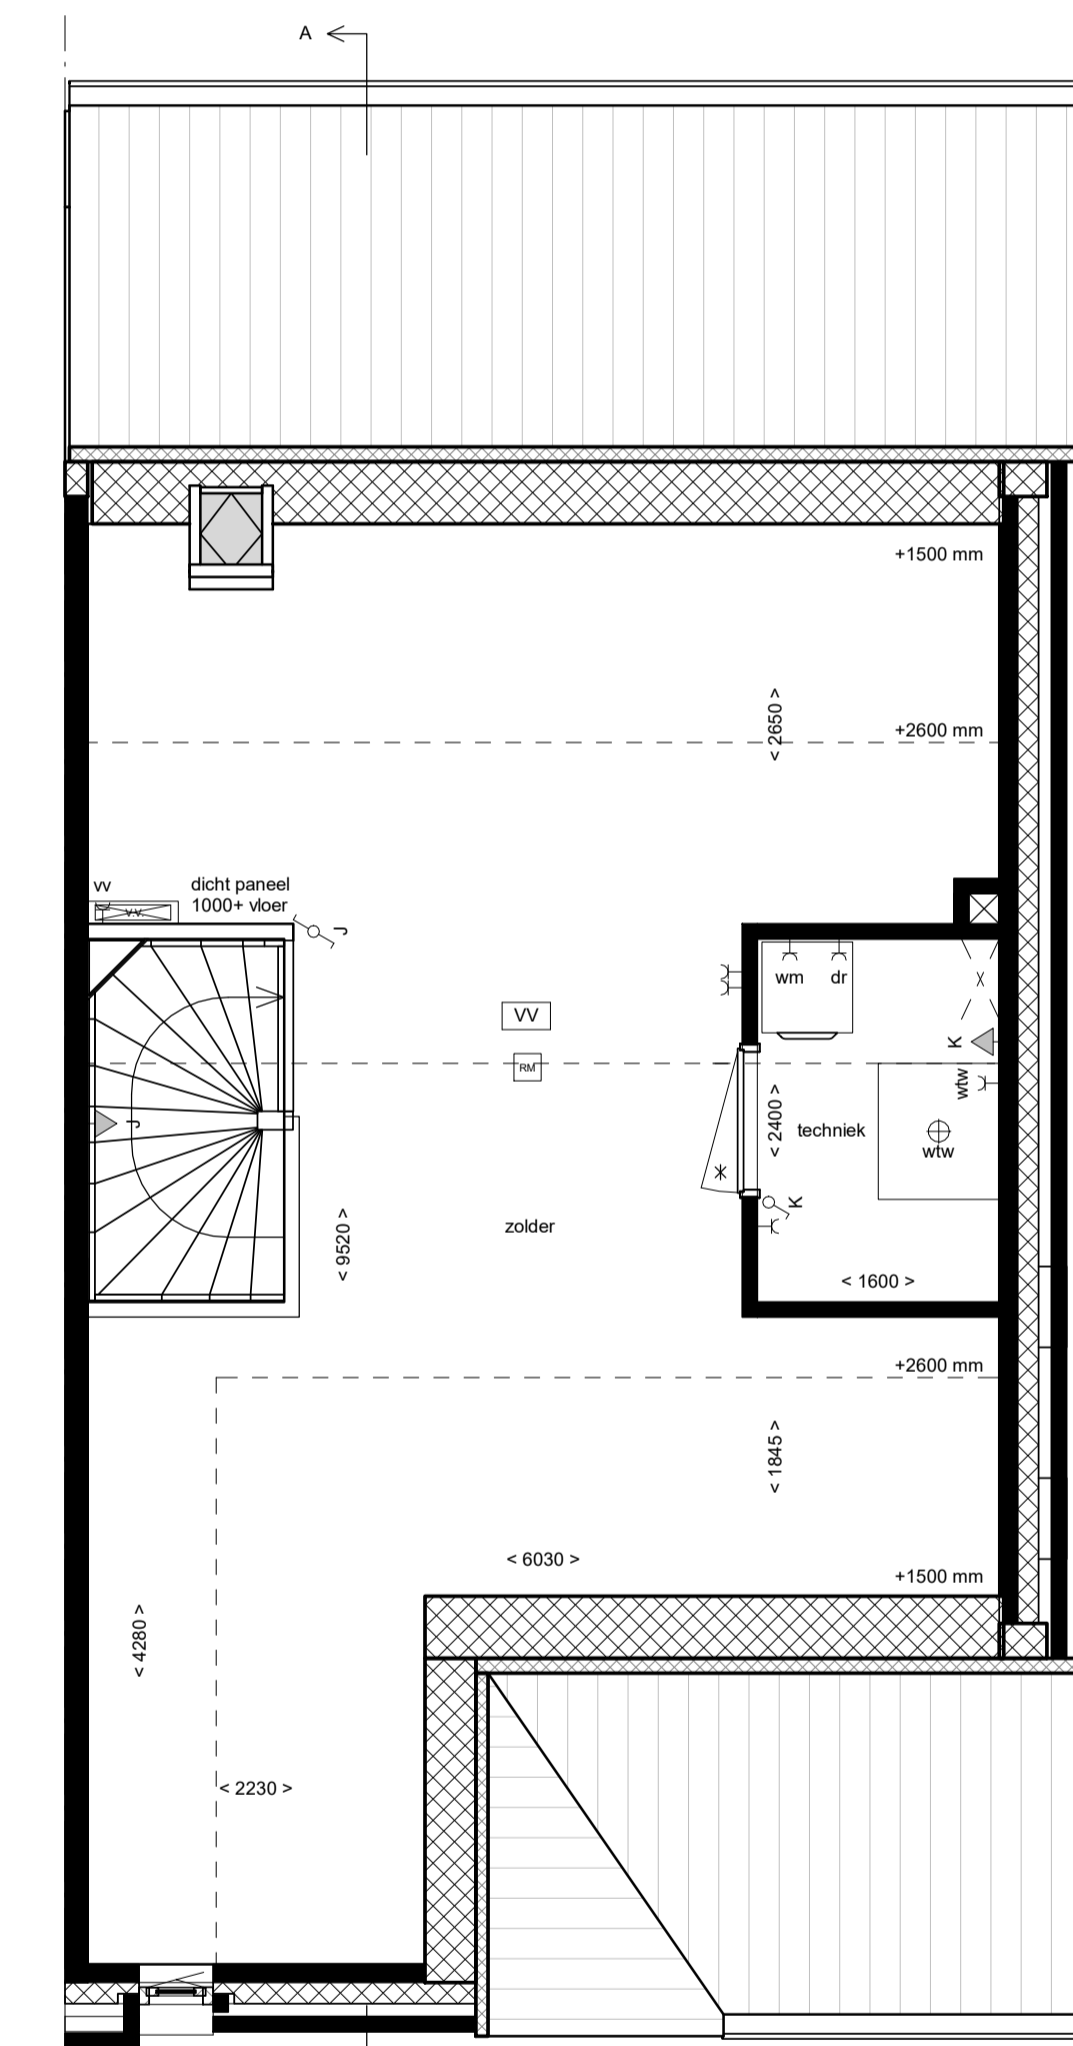 A
+1500 mm
< 2650 >
+2600 mm
vv
dicht paneel
1000+ vloer
v.v.
J
wm
dr
VV
RM
K
wtw
J
< 2400 >
techniek
wtw
K
zolder
< 9520 >
< 1600 >
+2600 mm
< 1845 >
< 6030 >
+1500 mm
< 4280 >
< 2230 >